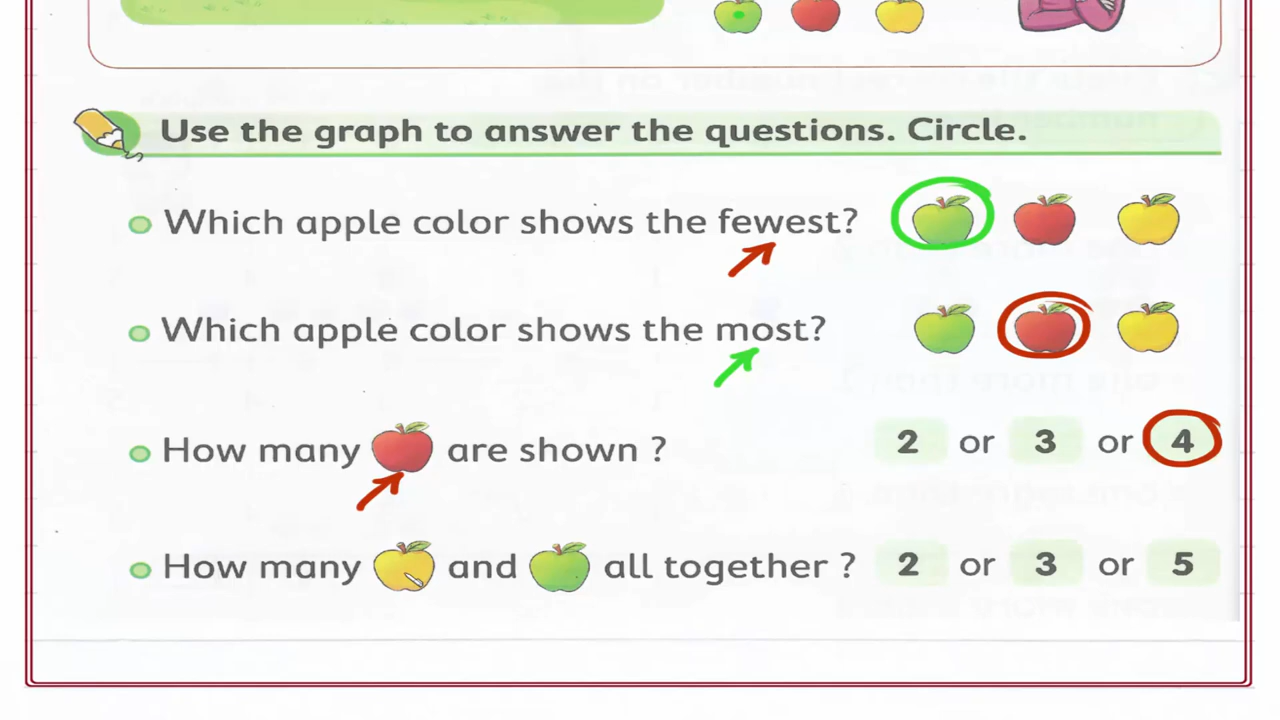 Use the graph to answer the questions. Circle.
Which apple color shows the fewest?
Which apple color shows the most?
How many are shown ? 2 or 3 or 4
How many and all together ? 2 or 3 or 5